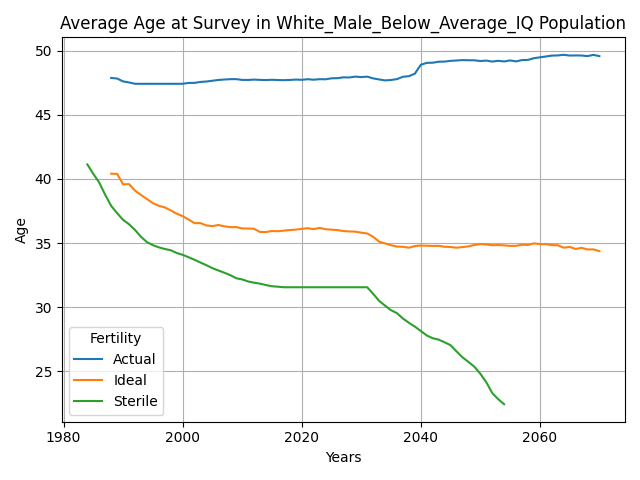 Average Age at Survey in White_Male_Below_Average_IQ Population
50
45
40
35
30
25
Age
Fertility
Actual
Ideal
Sterile
1980
2000
2020
2040
2060
Years